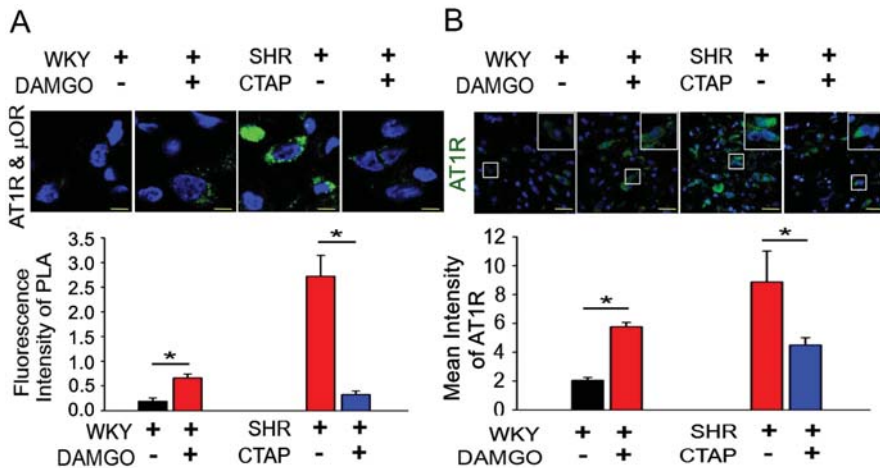 A
WKY + + SHR + +
DAMGO - + CTAP - +
AT1R & μOR
Fluorescence
Intensity of PLA
3.5
3.0
2.5
2.0
1.5
1.0
0.5
0.0
*
*
WKY + + SHR + +
DAMGO - + CTAP - +
B
WKY + + SHR + +
DAMGO - + CTAP - +
AT1R
Mean Intensity
of AT1R
12
10
8
6
4
2
0
*
*
WKY + + SHR + +
DAMGO - + CTAP - +